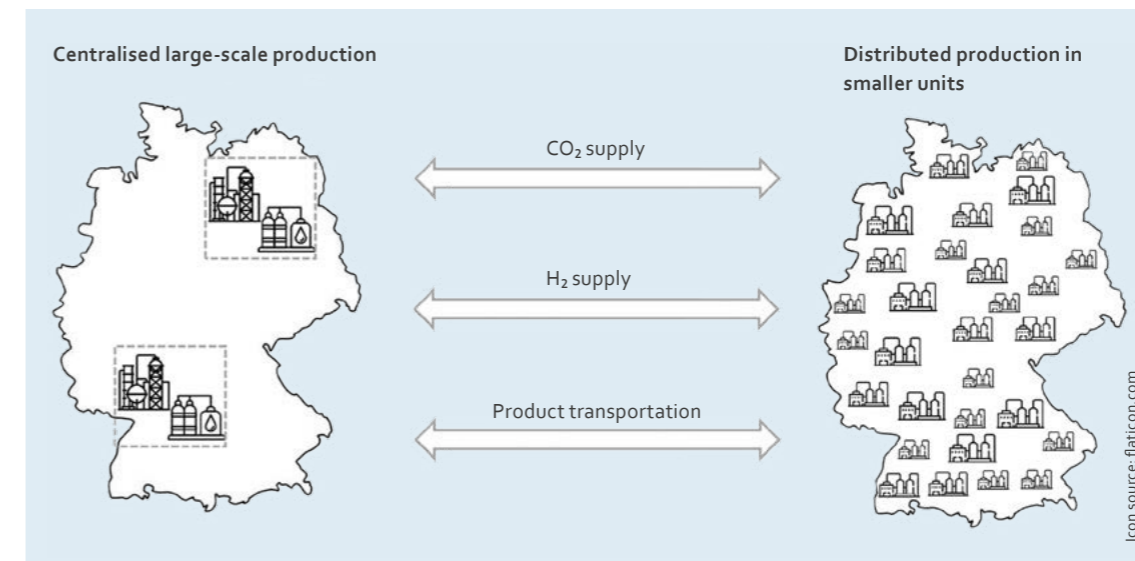 Centralised large-scale production
Distributed production in
smaller units
CO₂ supply
H₂ supply
Product transportation
Icon source: flaticon.com